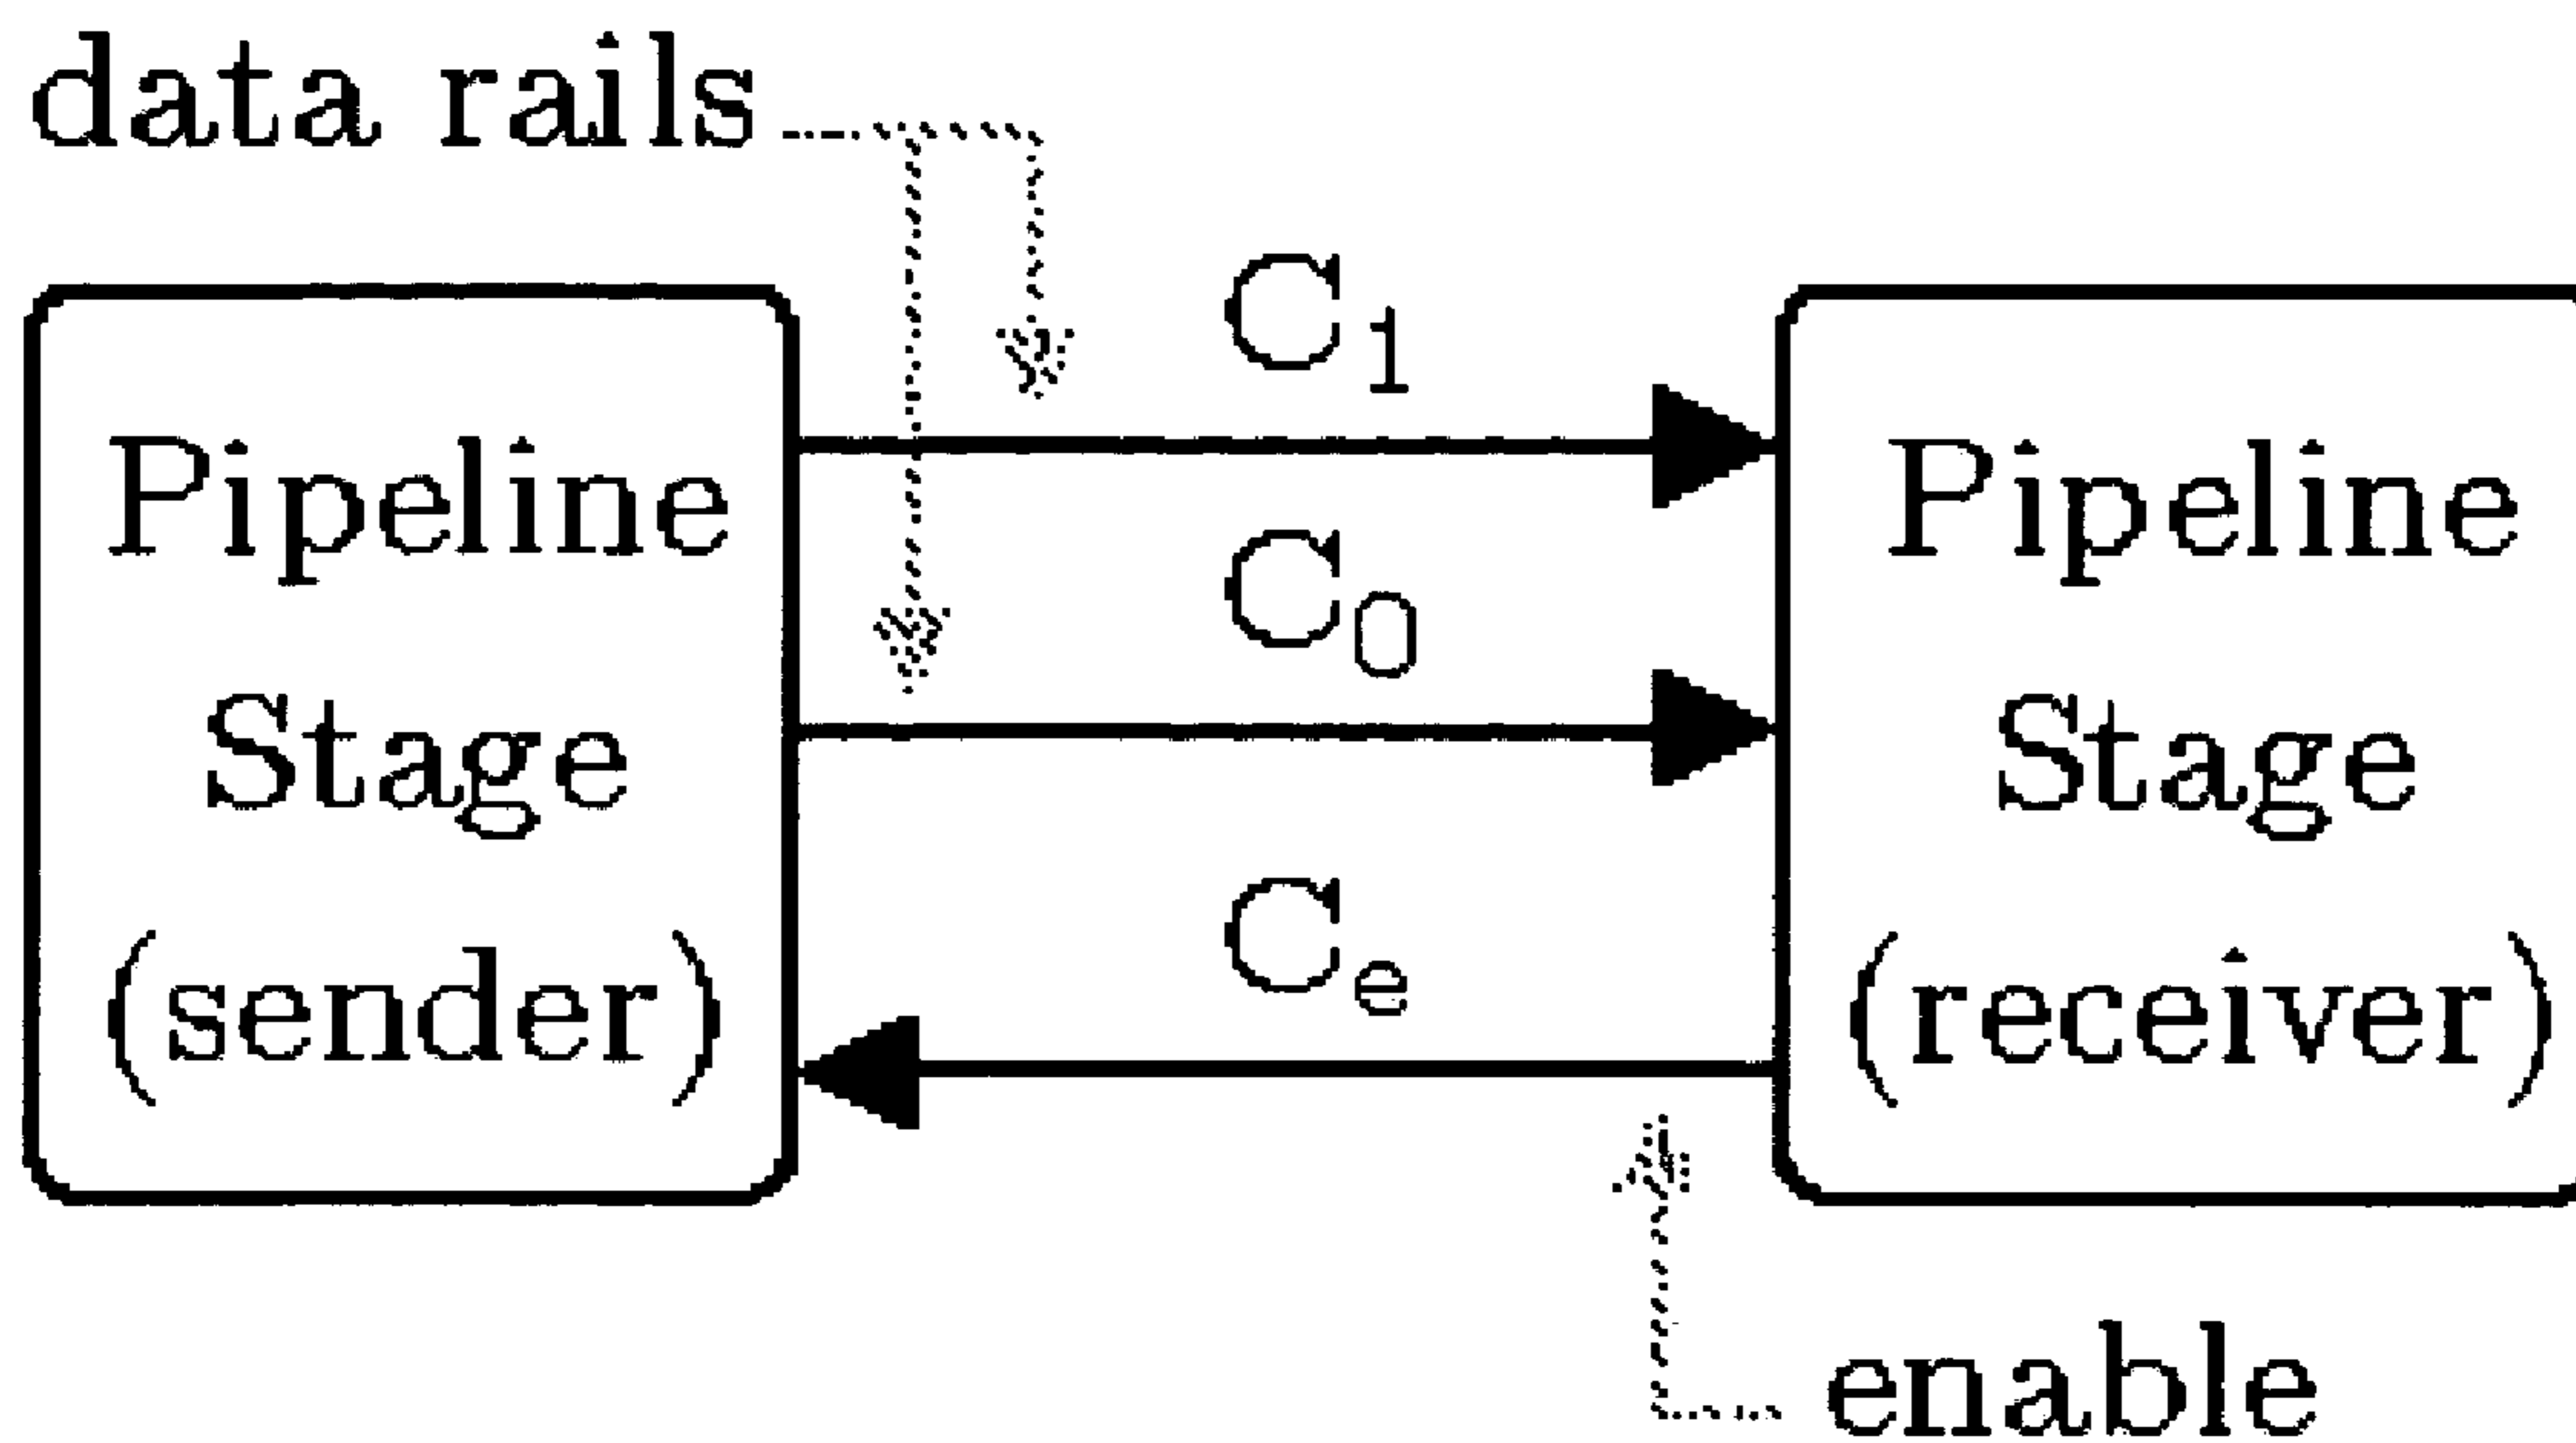 data rails
C1
Pipeline
Stage
(sender)
C0
Ce
Pipeline
Stage
(receiver)
enable